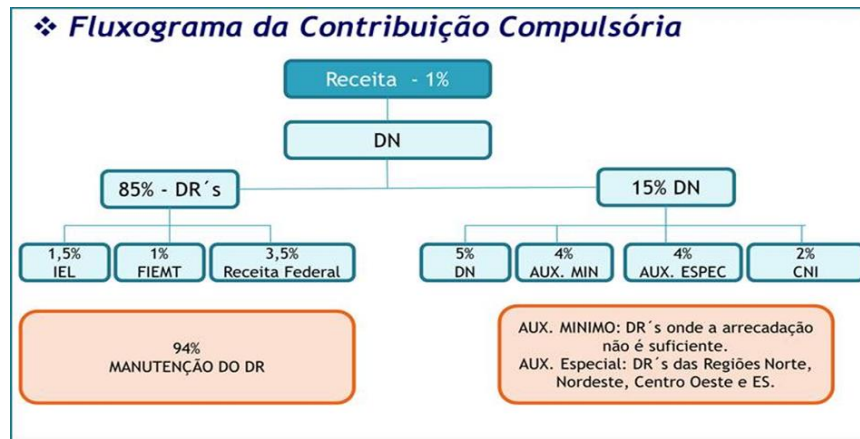 ❖ Fluxograma da Contribuição Compulsória
Receita - 1%
DN
85% - DR´s
15% DN
1,5%
IEL
1%
FIEMT
3,5%
Receita Federal
5%
DN
4%
AUX. MIN
4%
AUX. ESPEC
2%
CNI
94%
MANUTENÇÃO DO DR
AUX. MINIMO: DR´s onde a arrecadação
não é suficiente.
AUX. Especial: DR´s das Regiões Norte,
Nordeste, Centro Oeste e ES.